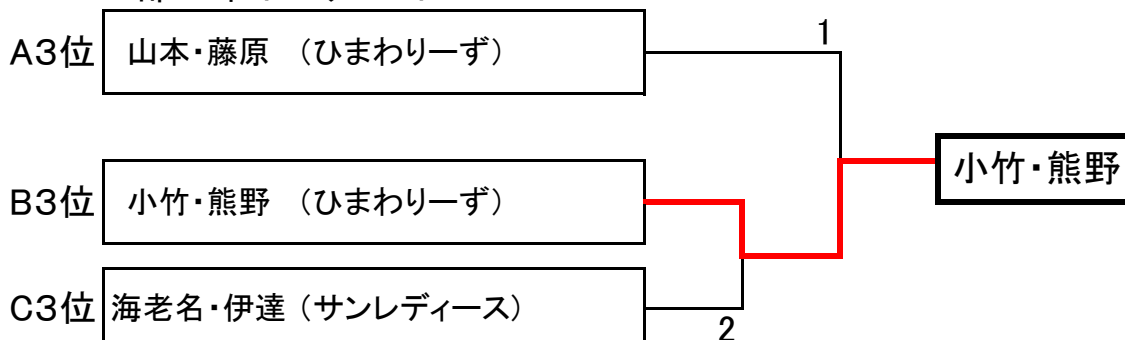 1
A3位 山本・藤原 (ひまわりーず)
小竹・熊野
B3位 小竹・熊野 (ひまわりーず)
C3位 海老名・伊達 (サンレディース)
2